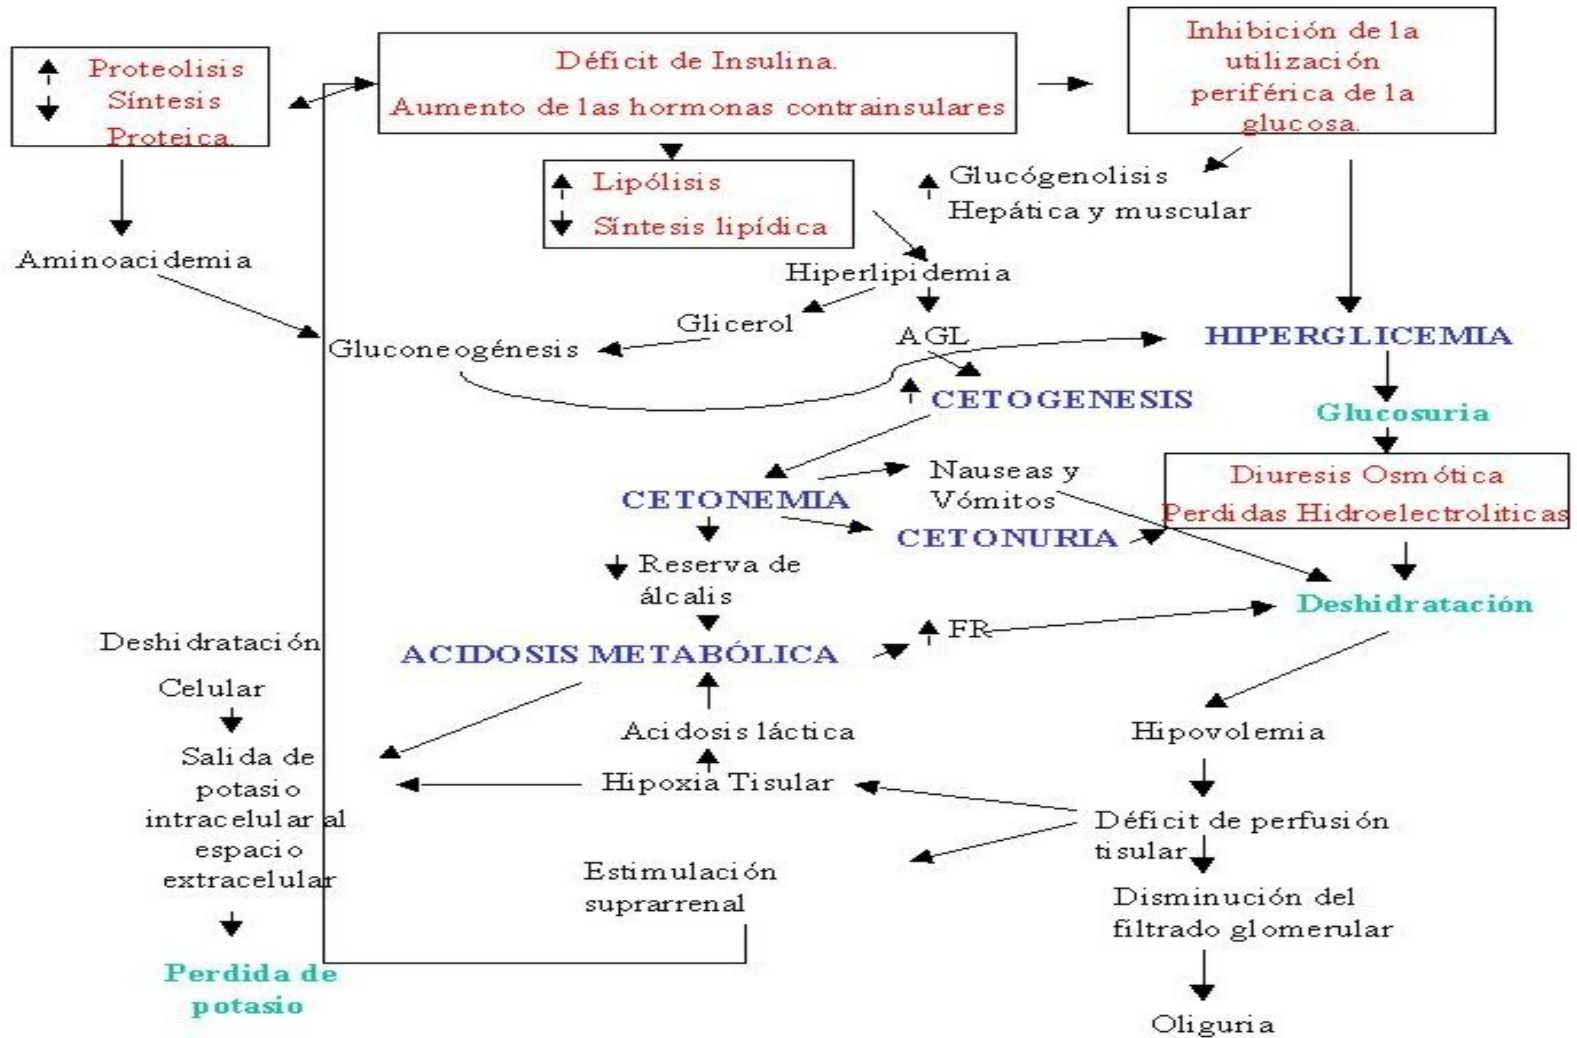 Proteolisis
Síntesis
Proteica.
Déficit de Insulina.
Aumento de las hormonas contrainsulares
Inhibición de la
utilización
periférica de la
glucosa.
Lipólisis
Síntesis lipídica
Glucógenolisis
Hepática y muscular
Aminoacidemia
Hiperlipidemia
Glicerol
Gluconeogénesis
AGL
HIPERGLICEMIA
CETOGENESIS
Glucosuria
Nauseas y
Vómitos
CETONEMIA
CETONURIA
Diuresis Osmótica
Perdidas Hidroelectroliticas
Reserva de
álcalis
Deshidratación
FR
ACIDOSIS METABÓLICA
Deshidratación
Celular
Salida de
potasio
intracelular al
espacio
extracelular
Perdida de
potasio
Acidosis láctica
Hipoxia Tisular
Estimulación
suprarrenal
Hipovolemia
Déficit de perfusión
tisular
Disminución del
filtrado glomerular
Oliguria